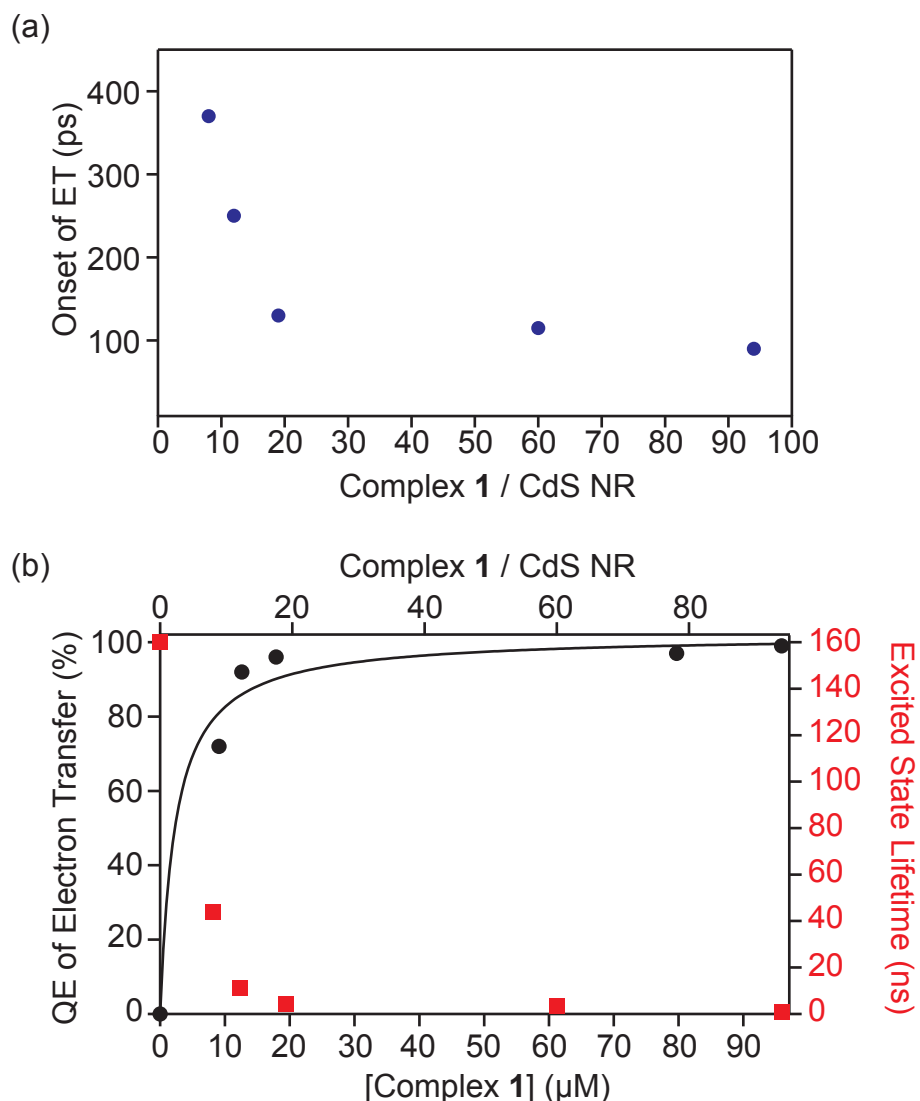 (a)
Onset of ET (ps)
400
300
200
100
0 10 20 30 40 50 60 70 80 90 100
Complex 1 / CdS NR
(b)
Complex 1 / CdS NR
0 20 40 60 80
QE of Electron Transfer (%)
100
80
60
40
20
0
160
140
120
100
80
60
40
20
0
Excited State Lifetime (ns)
0 10 20 30 40 50 60 70 80 90
[Complex 1] (µM)